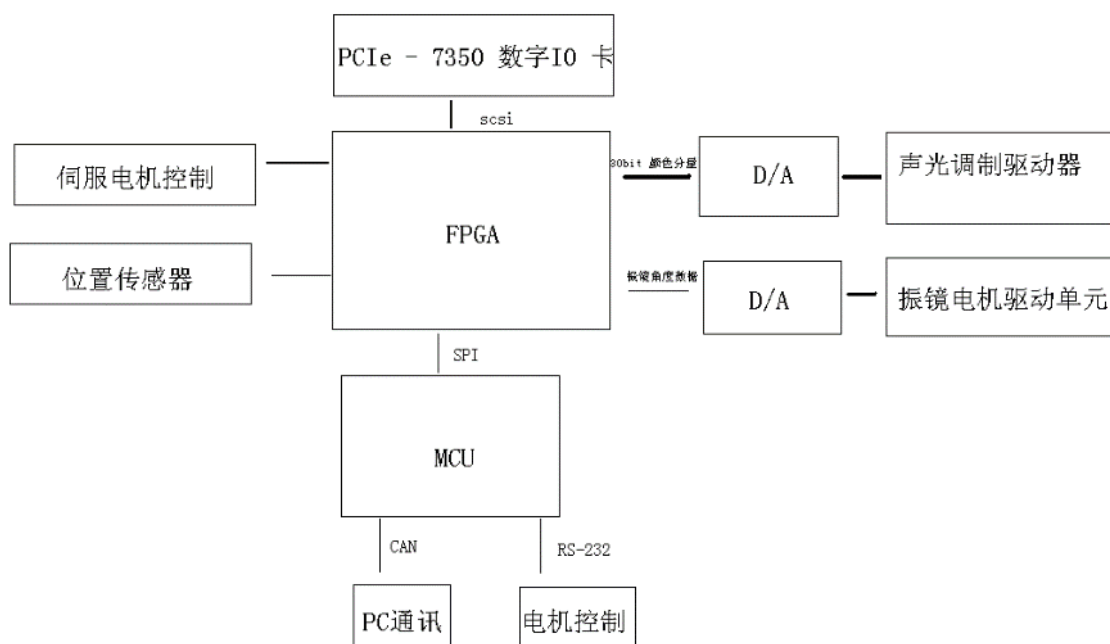 PCIe - 7350 数字IO 卡
scsi
伺服电机控制
30bit 颜色分量
D/A
声光调制驱动器
FPGA
位置传感器
振镜角度数据
D/A
振镜电机驱动单元
SPI
MCU
CAN
RS-232
PC通讯
电机控制